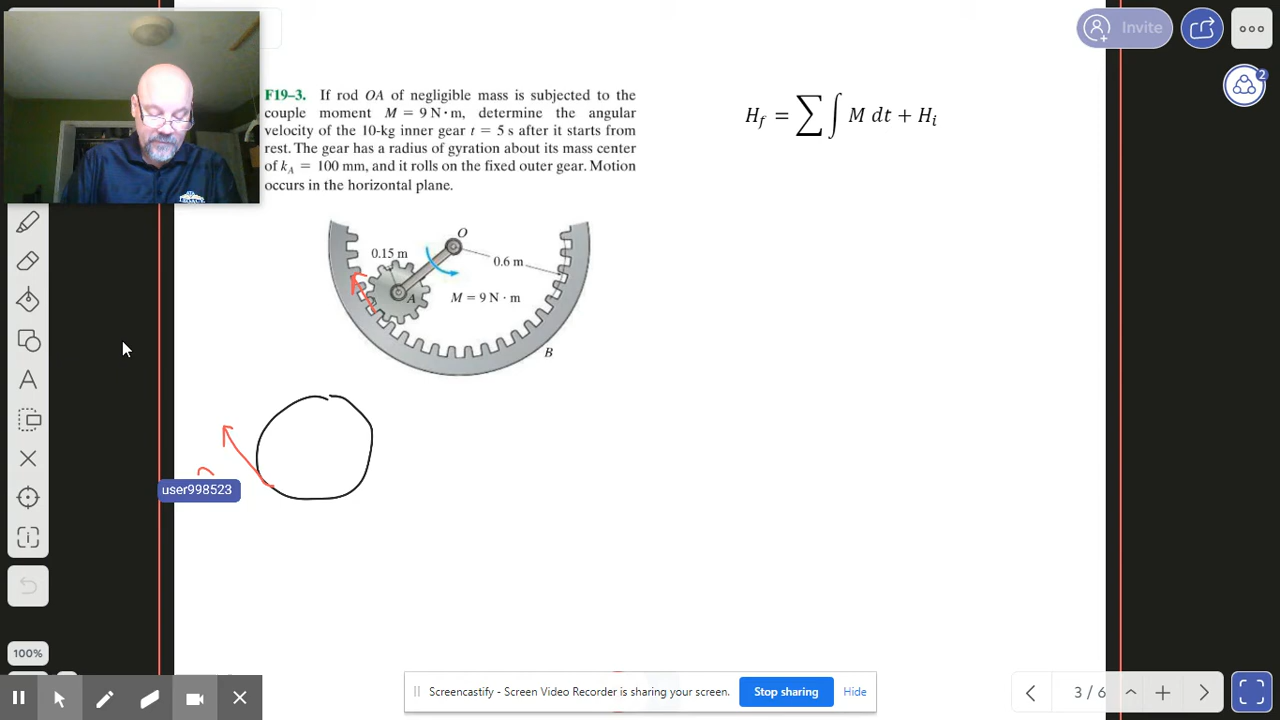 Invite
F19–3. If rod OA of negligible mass is subjected to the
couple moment M = 9 N · m, determine the angular
velocity of the 10-kg inner gear t = 5 s after it starts from
rest. The gear has a radius of gyration about its mass center
of kA = 100 mm, and it rolls on the fixed outer gear. Motion
occurs in the horizontal plane.
Hf = ∑ ∫ M dt + Hi
2
O
0.15 m
0.6 m
A
M = 9 N · m
B
A
user998523
100%
Screencastify - Screen Video Recorder is sharing your screen.
Stop sharing
Hide
3 / 6